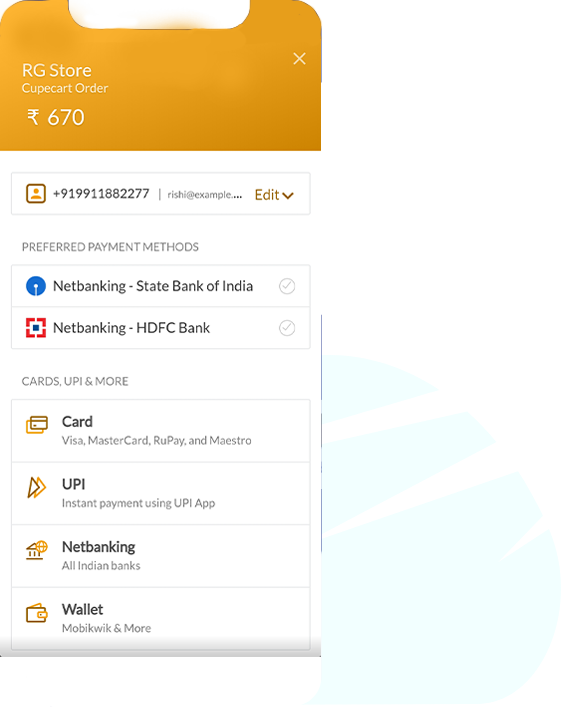 RG Store
Cupecart Order
₹ 670
+919911882277 | rishi@example.... Edit
PREFERRED PAYMENT METHODS
Netbanking - State Bank of India
Netbanking - HDFC Bank
CARDS, UPI & MORE
Card
Visa, MasterCard, RuPay, and Maestro
UPI
Instant payment using UPI App
Netbanking
All Indian banks
Wallet
Mobikwik & More